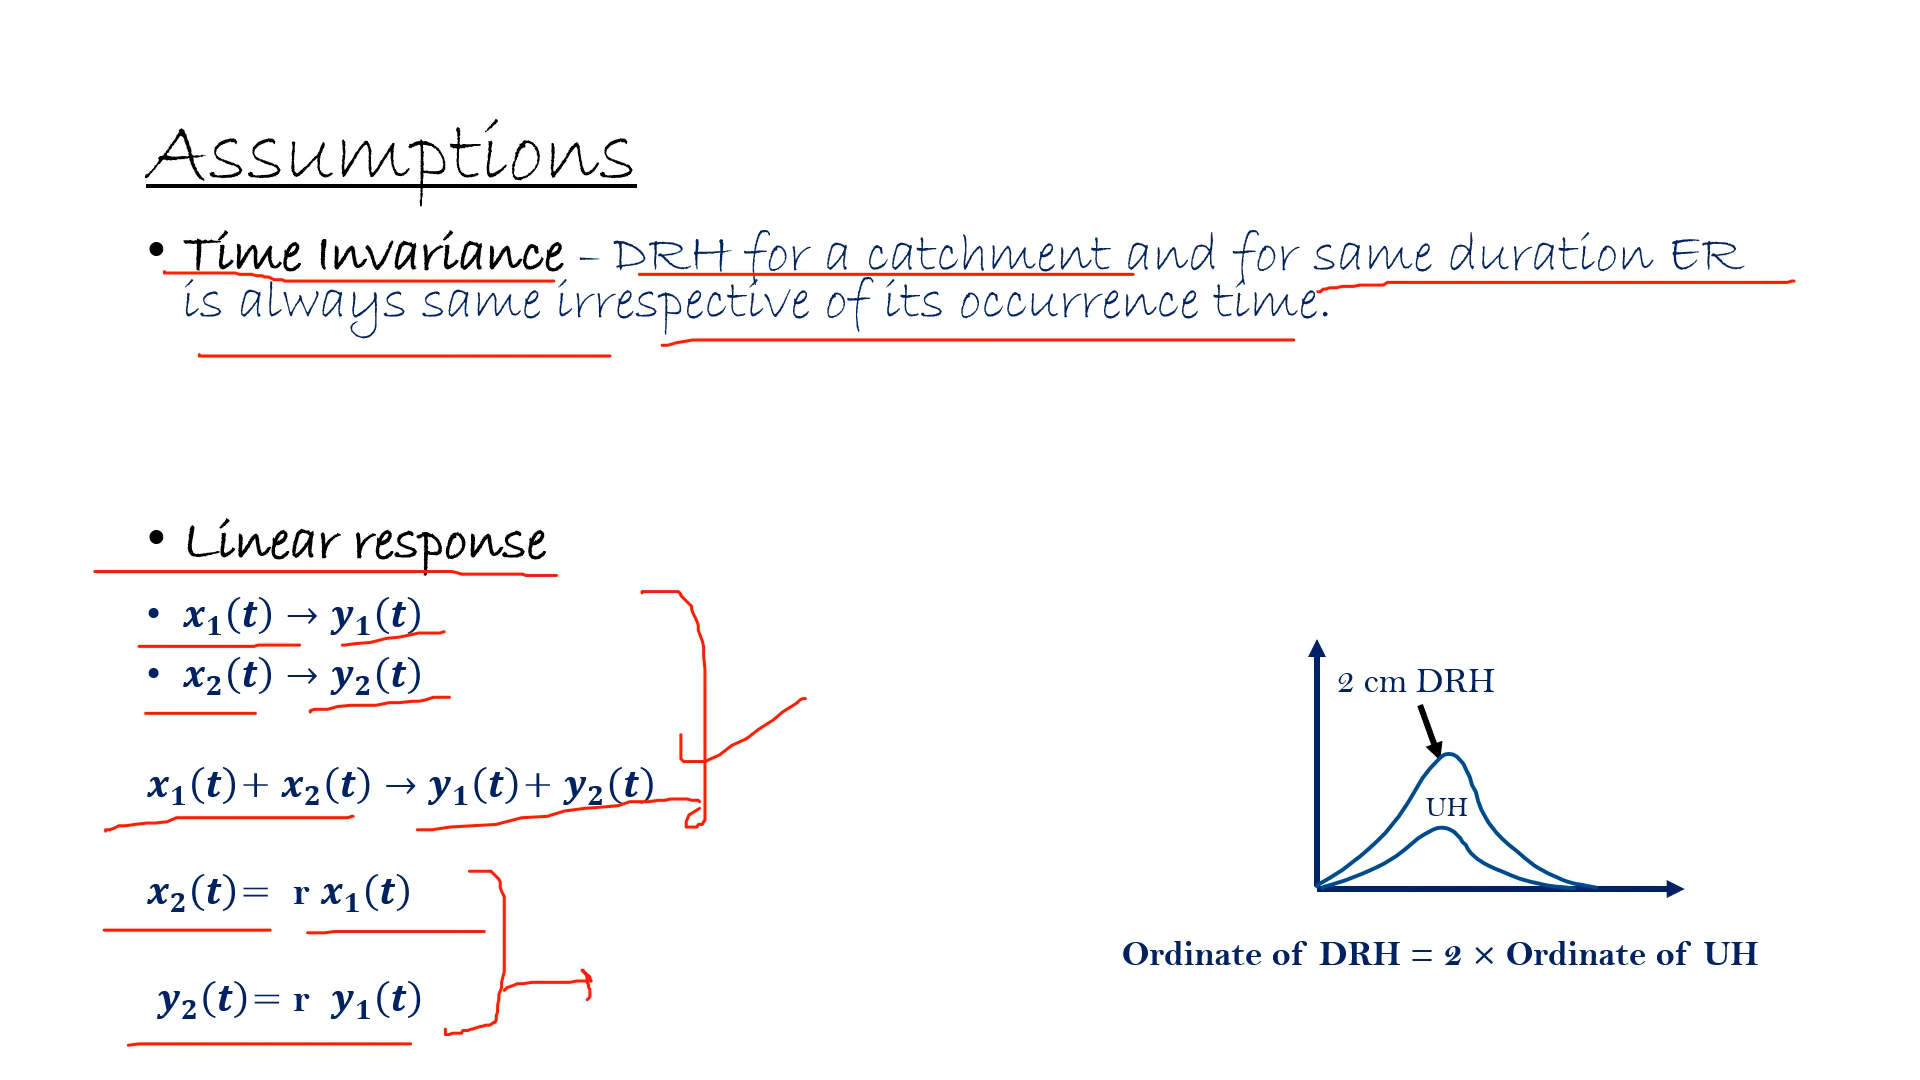 Assumptions
• Time Invariance – DRH for a catchment and for same duration ER
is always same irrespective of its occurrence time.
• Linear response
• x₁(t) → y₁(t)
• x₂(t) → y₂(t)
x₁(t)+ x₂(t) → y₁(t)+ y₂(t)
x₂(t)= r x₁(t)
y₂(t)= r y₁(t)
2 cm DRH
UH
Ordinate of DRH = 2 × Ordinate of UH